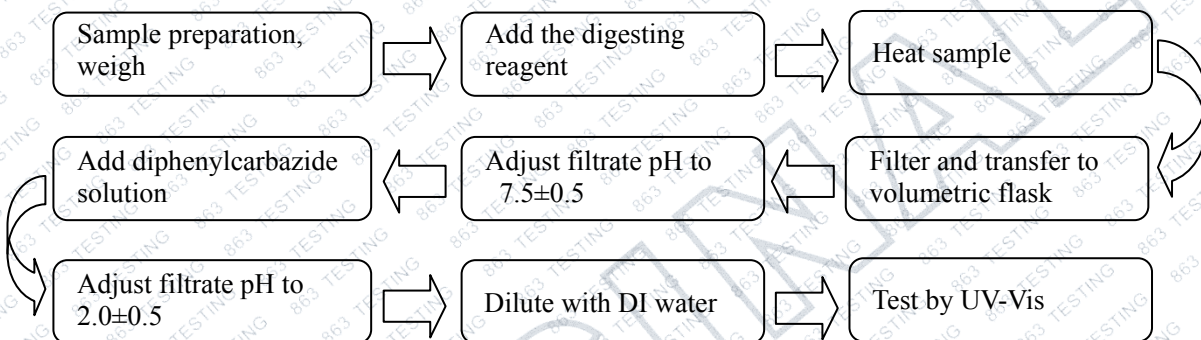 Sample preparation,
weigh
Add the digesting
reagent
Heat sample
Filter and transfer to
volumetric flask
Adjust filtrate pH to
7.5±0.5
Add diphenylcarbazide
solution
Adjust filtrate pH to
2.0±0.5
Dilute with DI water
Test by UV-Vis
863 TESTING